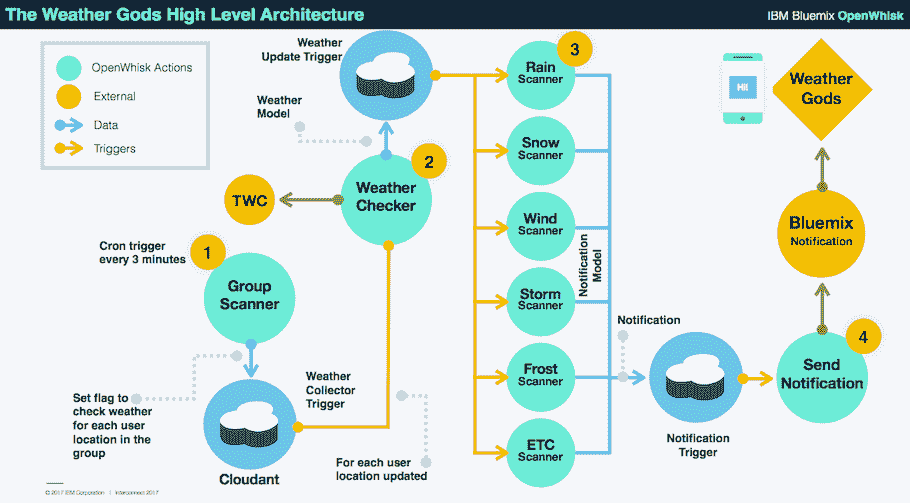 The Weather Gods High Level Architecture
IBM Bluemix OpenWhisk
OpenWhisk Actions
External
Data
Triggers
Weather
Update Trigger
Weather
Model
2
Weather
Checker
TWC
Cron trigger
every 3 minutes
1
Group
Scanner
Set flag to
check weather
for each user
location in the
group
Cloudant
Weather
Collector
Trigger
For each user
location updated
3
Rain
Scanner
Snow
Scanner
Wind
Scanner
Storm
Scanner
Frost
Scanner
ETC
Scanner
Notification
Model
Notification
Notification
Trigger
4
Send
Notification
Bluemix
Notification
Weather
Gods
HI!
© 2017 IBM Corporation | Interconnect 2017